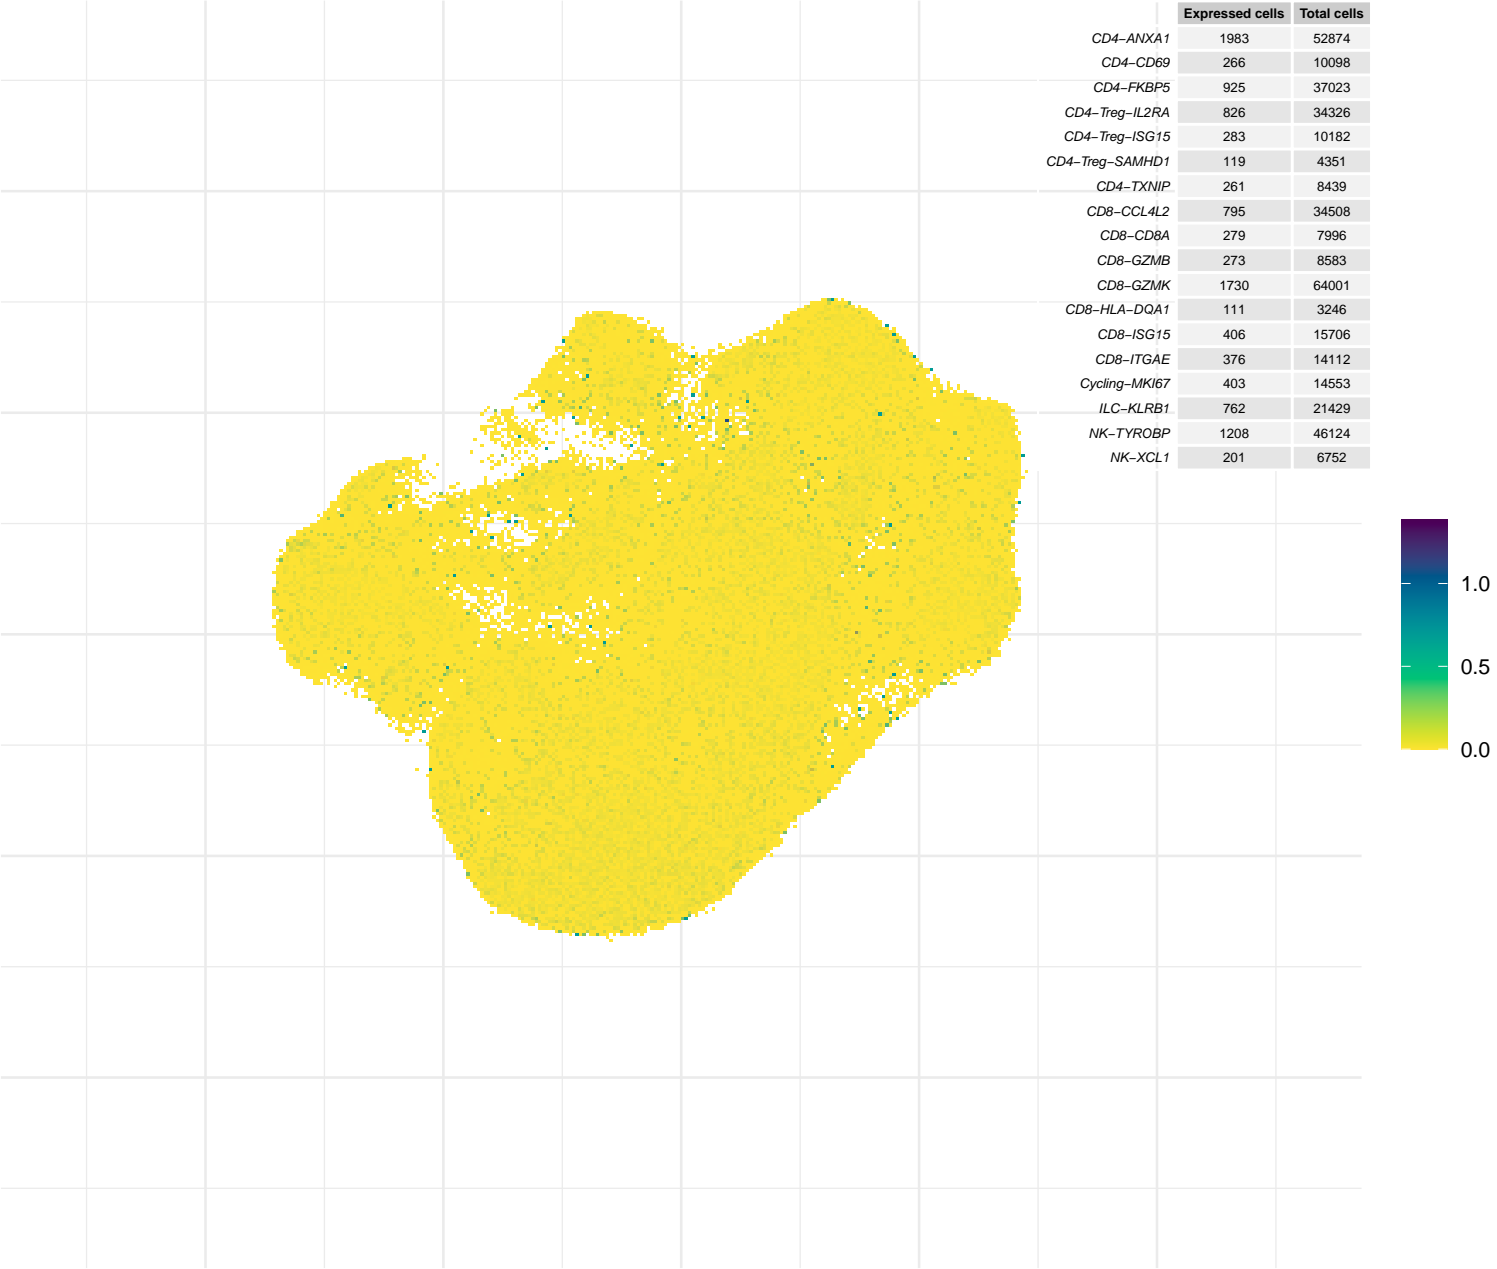 Expressed cells Total cells
CD4−ANXA1 1983 52874
CD4−CD69 266 10098
CD4−FKBP5 925 37023
CD4−Treg−IL2RA 826 34326
CD4−Treg−ISG15 283 10182
CD4−Treg−SAMHD1 119 4351
CD4−TXNIP 261 8439
CD8−CCL4L2 795 34508
CD8−CD8A 279 7996
CD8−GZMB 273 8583
CD8−GZMK 1730 64001
CD8−HLA−DQA1 111 3246
CD8−ISG15 406 15706
CD8−ITGAE 376 14112
Cycling−MKI67 403 14553
ILC−KLRB1 762 21429
NK−TYROBP 1208 46124
NK−XCL1 201 6752
1.0
0.5
0.0